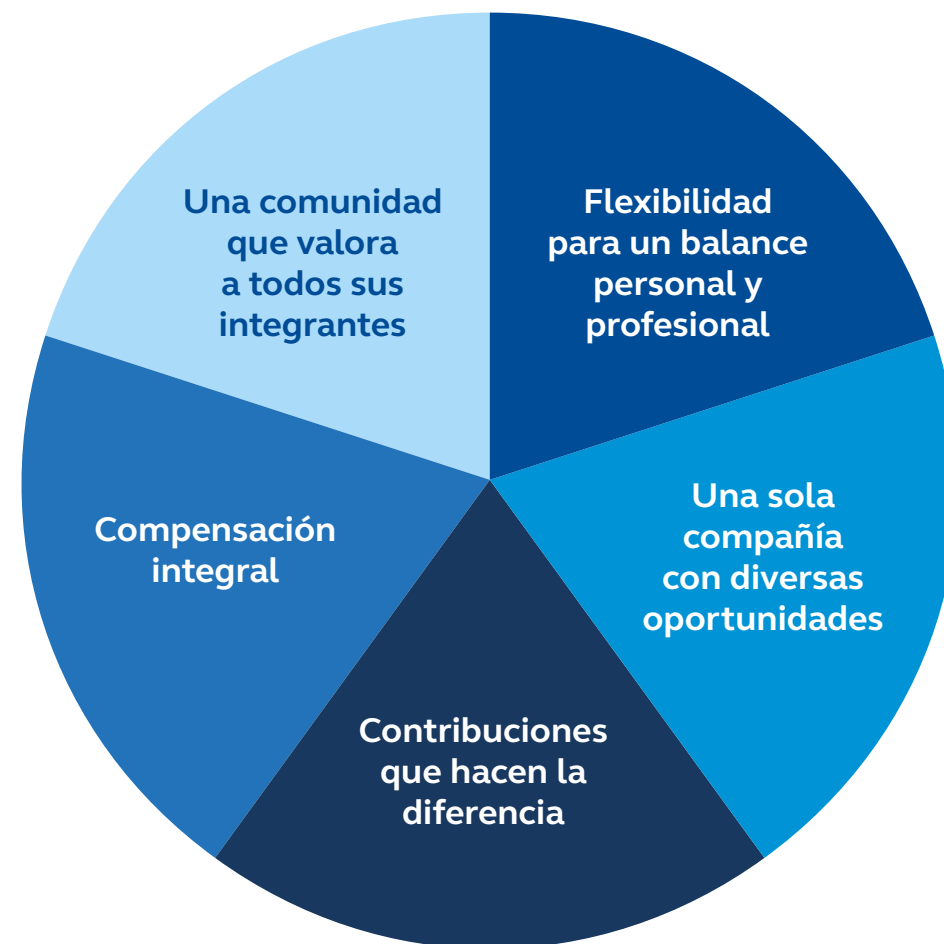 Una comunidad
que valora
a todos sus
integrantes
Flexibilidad
para un balance
personal y
profesional
Una sola
compañía
con diversas
oportunidades
Compensación
integral
Contribuciones
que hacen la
diferencia